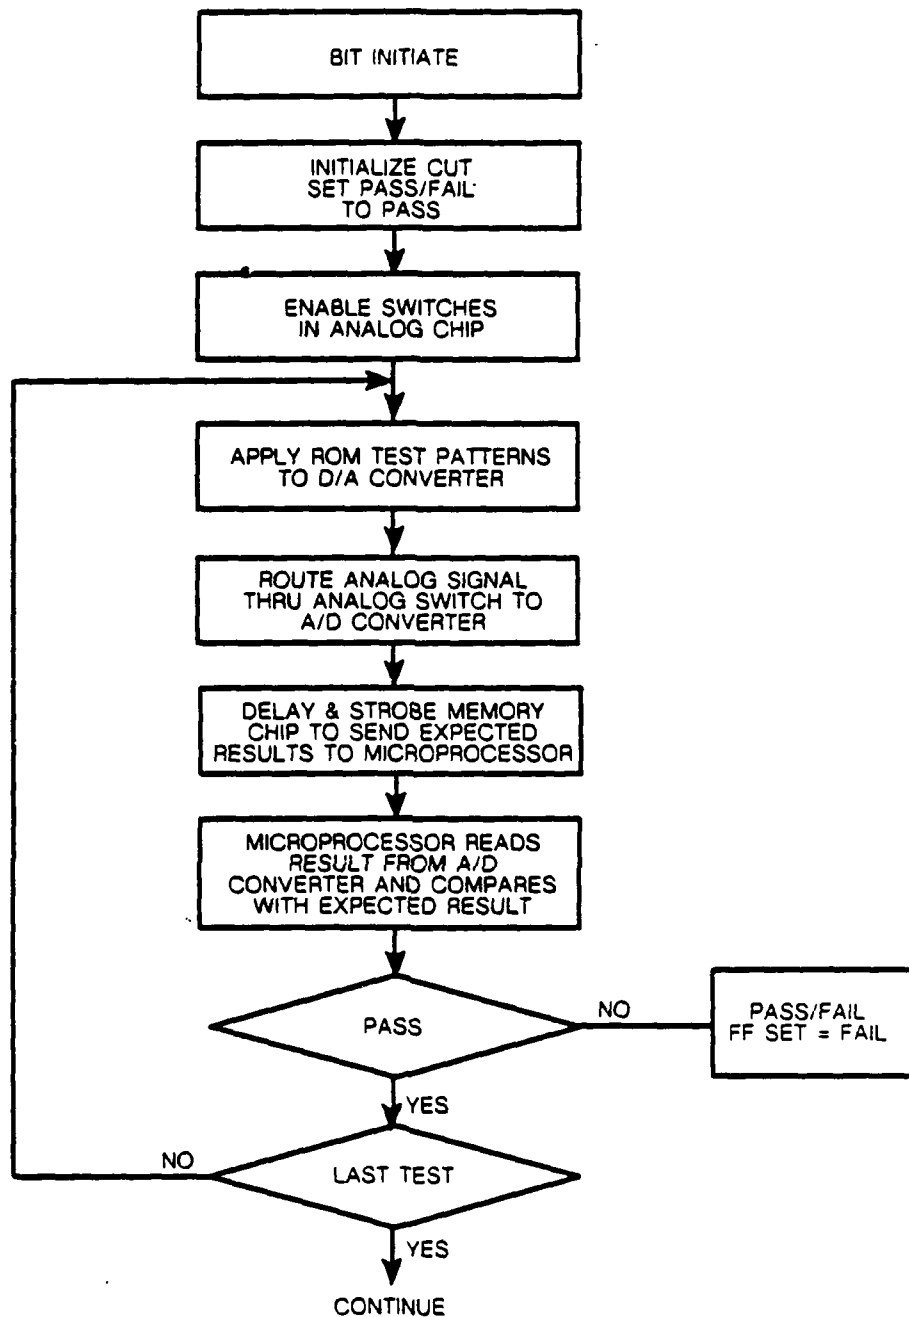 BIT INITIATE
INITIALIZE CUT
SET PASS/FAIL
TO PASS
ENABLE SWITCHES
IN ANALOG CHIP
APPLY ROM TEST PATTERNS
TO D/A CONVERTER
ROUTE ANALOG SIGNAL
THRU ANALOG SWITCH TO
A/D CONVERTER
DELAY & STROBE MEMORY
CHIP TO SEND EXPECTED
RESULTS TO MICROPROCESSOR
MICROPROCESSOR READS
RESULT FROM A/D
CONVERTER AND COMPARES
WITH EXPECTED RESULT
PASS
NO
PASS/FAIL
FF SET = FAIL
YES
LAST TEST
NO
YES
CONTINUE